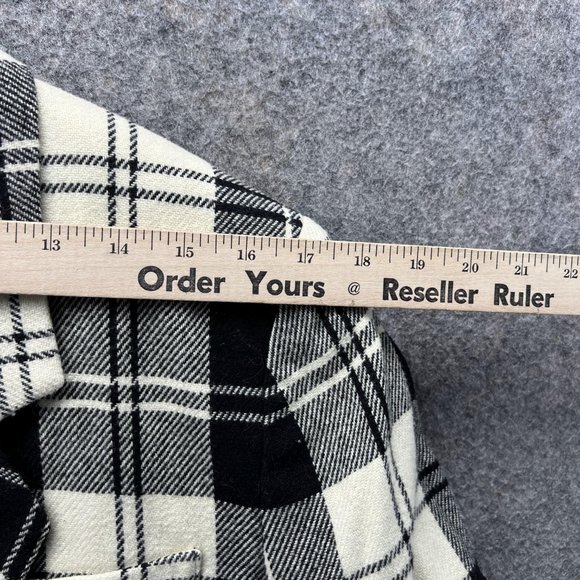 13 14 15 16 17 18 19 20 21 22
Order Yours @ Reseller Ruler